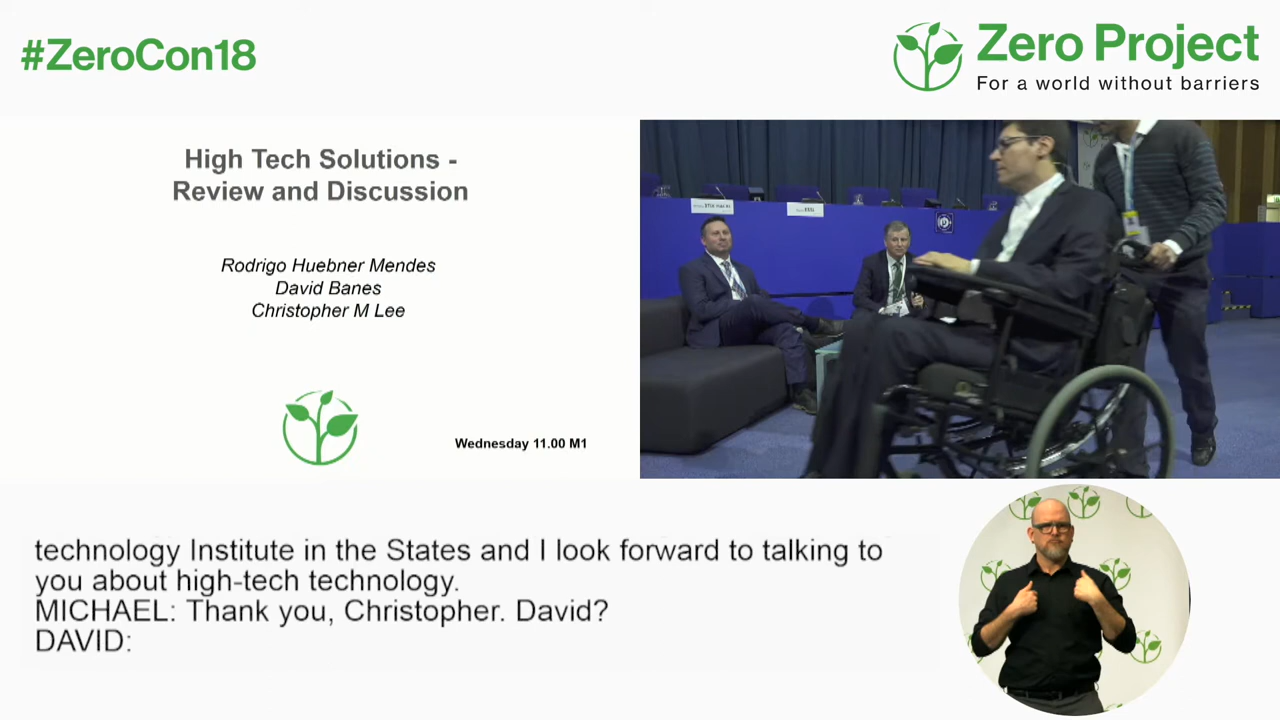 #ZeroCon18
Zero Project
For a world without barriers
High Tech Solutions -
Review and Discussion
Rodrigo Huebner Mendes
David Banes
Christopher M Lee
Wednesday 11.00 M1
technology Institute in the States and I look forward to talking to
you about high-tech technology.
MICHAEL: Thank you, Christopher. David?
DAVID: